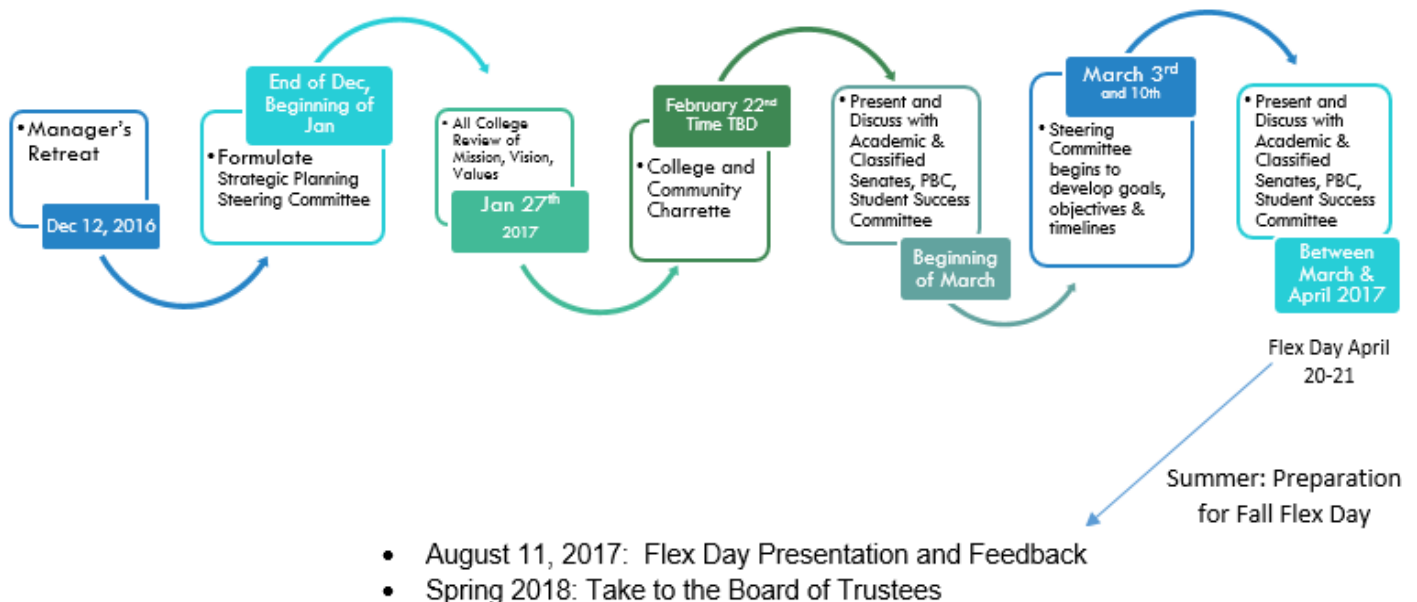 • Manager's
Retreat
Dec 12, 2016
End of Dec,
Beginning of
Jan
• Formulate
Strategic Planning
Steering Committee
• All College
Review of
Mission, Vision,
Values
Jan 27th
2017
February 22nd
Time TBD
• College and
Community
Charrette
• Present and
Discuss with
Academic &
Classified
Senates, PBC,
Student Success
Committee
Beginning
of March
March 3rd
and 10th
• Steering
Committee
begins to
develop goals,
objectives &
timelines
• Present and
Discuss with
Academic &
Classified
Senates, PBC,
Student Success
Committee
Between
March &
April 2017
Flex Day April
20-21
Summer: Preparation
for Fall Flex Day
• August 11, 2017: Flex Day Presentation and Feedback
• Spring 2018: Take to the Board of Trustees